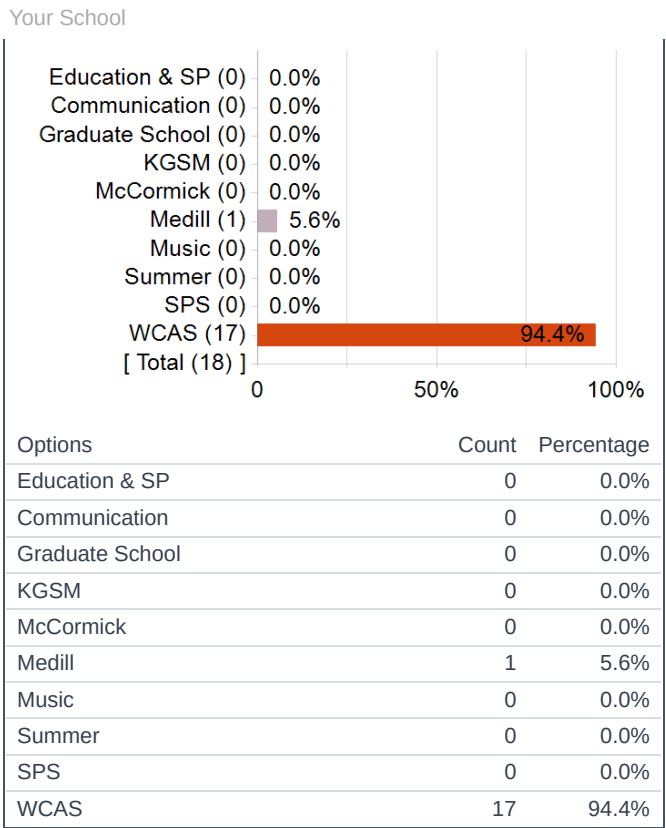 Your School
Education & SP (0) 0.0%
Communication (0) 0.0%
Graduate School (0) 0.0%
KGSM (0) 0.0%
McCormick (0) 0.0%
Medill (1) 5.6%
Music (0) 0.0%
Summer (0) 0.0%
SPS (0) 0.0%
WCAS (17) 94.4%
[ Total (18) ]
0 50% 100%
Options Count Percentage
Education & SP 0 0.0%
Communication 0 0.0%
Graduate School 0 0.0%
KGSM 0 0.0%
McCormick 0 0.0%
Medill 1 5.6%
Music 0 0.0%
Summer 0 0.0%
SPS 0 0.0%
WCAS 17 94.4%